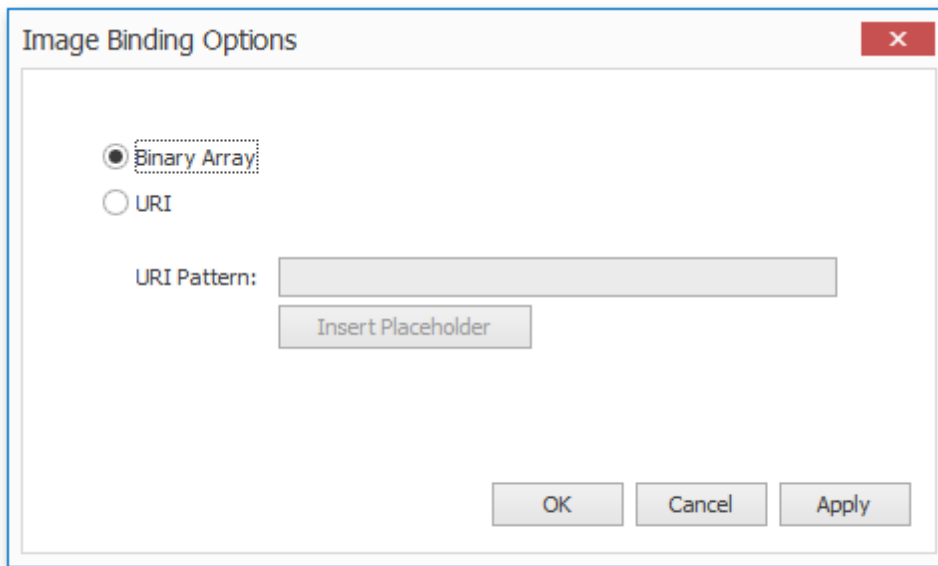 Image Binding Options
Binary Array
URI
URI Pattern:
Insert Placeholder
OK Cancel Apply